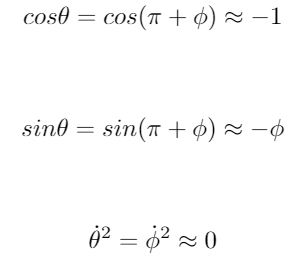 cosθ = cos(π + ϕ) ≈ −1
sinθ = sin(π + ϕ) ≈ −ϕ
θ̇² = ϕ̇² ≈ 0